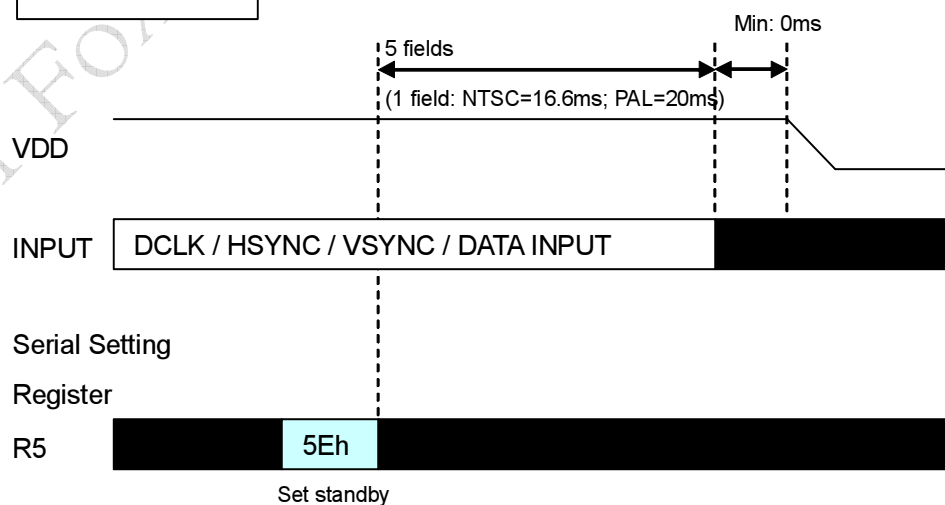 Min: 0ms
5 fields
(1 field: NTSC=16.6ms; PAL=20ms)
VDD
INPUT DCLK / HSYNC / VSYNC / DATA INPUT
Serial Setting
Register
R5 5Eh
Set standby